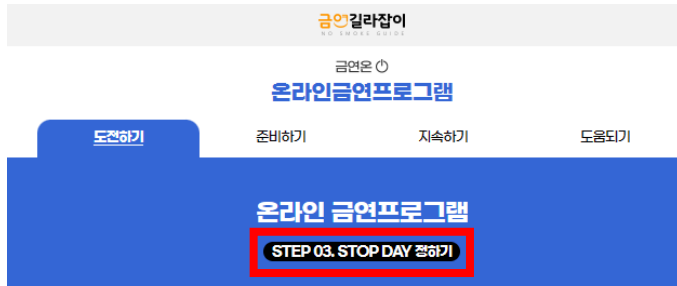 금연길라잡이
NO SMOKE GUIDE
금연온
온라인금연프로그램
도전하기 준비하기 지속하기 도움되기
온라인 금연프로그램
STEP 03. STOP DAY 정하기